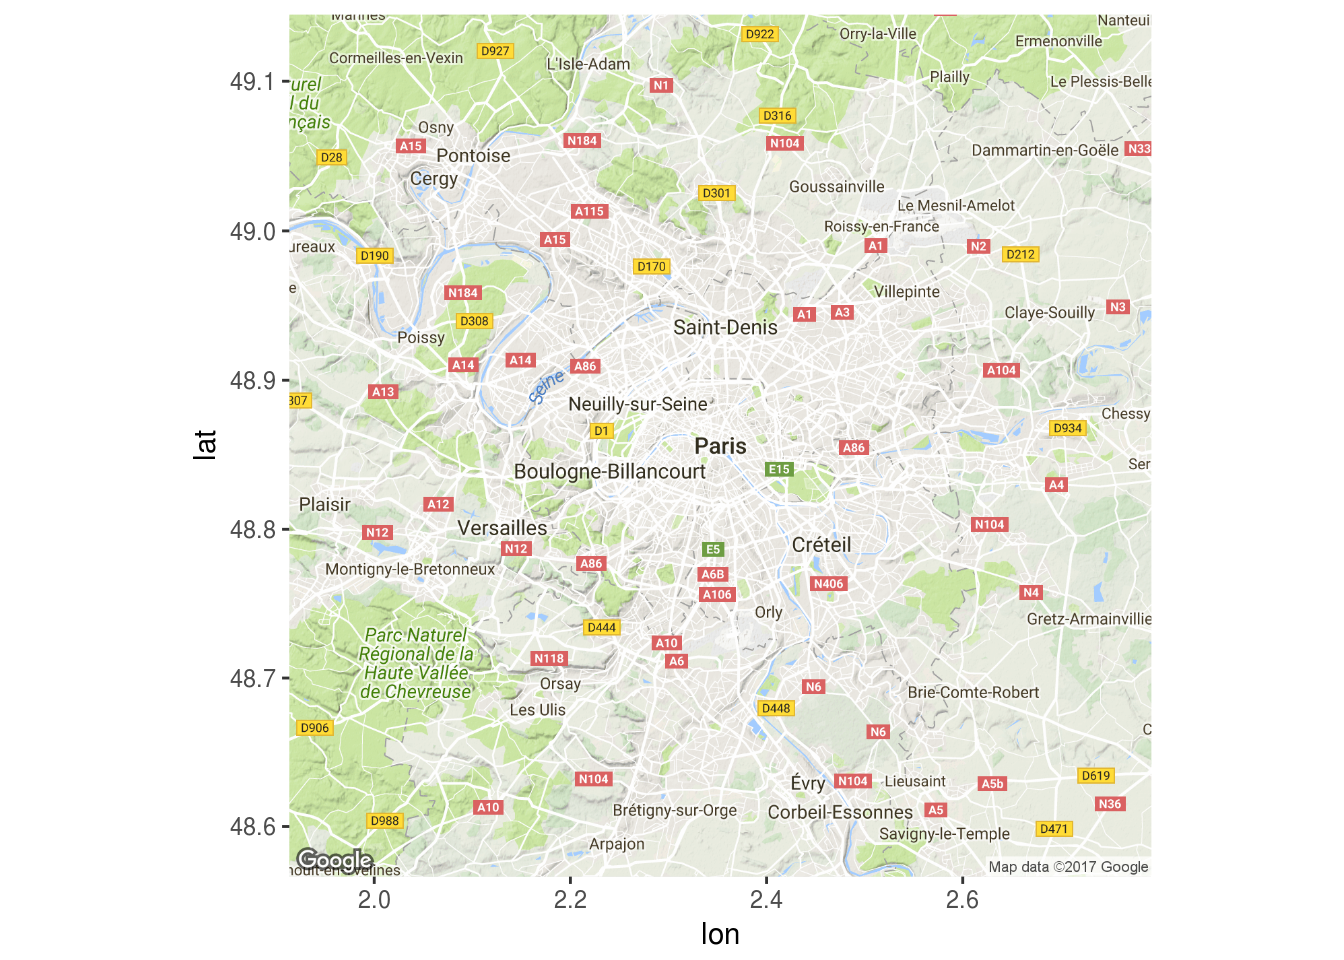 Marines
D922
Orry-la-Ville
Nanteui
D927
Ermenonville
Cormeilles-en-Vexin
L'Isle-Adam
Plailly
Le Plessis-Belle
49.1
N1
urel
l du
nçais
D316
Osny
A15
N184
N104
Dammartin-en-Goële
N33
D28
Pontoise
Cergy
D301
Goussainville
Le Mesnil-Amelot
A115
Roissy-en-France
49.0
A15
A1
N2
ureaux
D190
D170
D212
e
N184
Villepinte
D308
A1
A3
Claye-Souilly
N3
Poissy
Saint-Denis
A14
A14
A86
A104
48.9
Seine
A13
307
Neuilly-sur-Seine
Chessy
D1
D934
Paris
A86
lat
Boulogne-Billancourt
E15
Ser
A4
Plaisir
A12
Versailles
N104
48.8
N12
N12
E5
Créteil
A86
Montigny-le-Bretonneux
A6B
N406
A106
N4
Orly
Gretz-Armainvillie
D444
Parc Naturel
Régional de la
Haute Vallée
de Chevreuse
A10
N118
A6
48.7
Orsay
N6
Brie-Comte-Robert
Les Ulis
D448
D906
N6
C
N104
Évry
N104
Lieusaint
A5b
D619
A10
Brétigny-sur-Orge
Corbeil-Essonnes
A5
N36
48.6
D988
Savigny-le-Temple
D471
Arpajon
Google
Map data ©2017 Google
2.0
2.2
2.4
2.6
lon